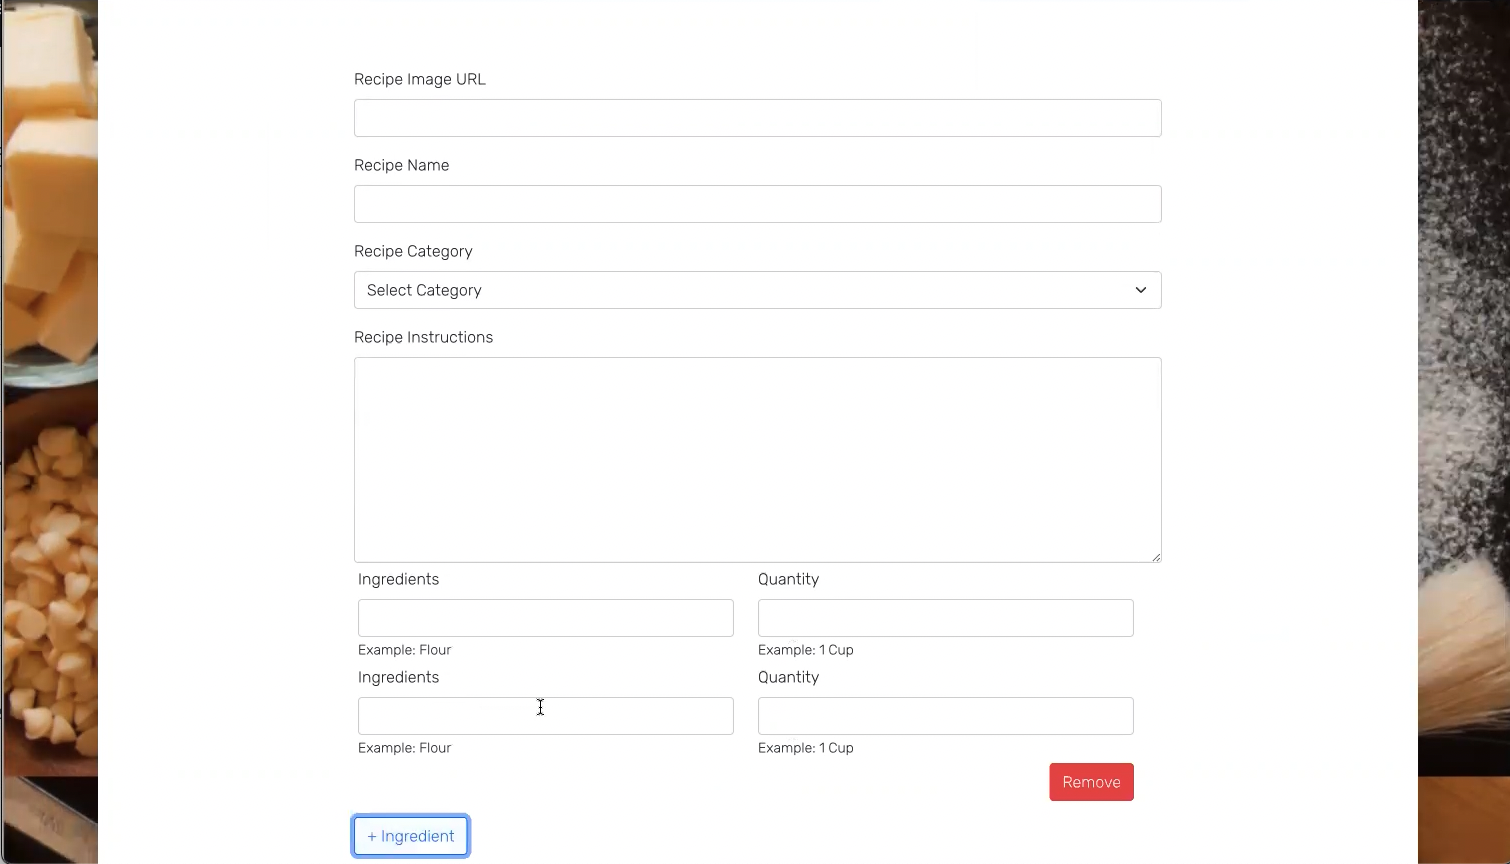 Recipe Image URL
Recipe Name
Recipe Category
Select Category
Recipe Instructions
Ingredients Quantity
Example: Flour Example: 1 Cup
Ingredients Quantity
Example: Flour Example: 1 Cup
Remove
+ Ingredient